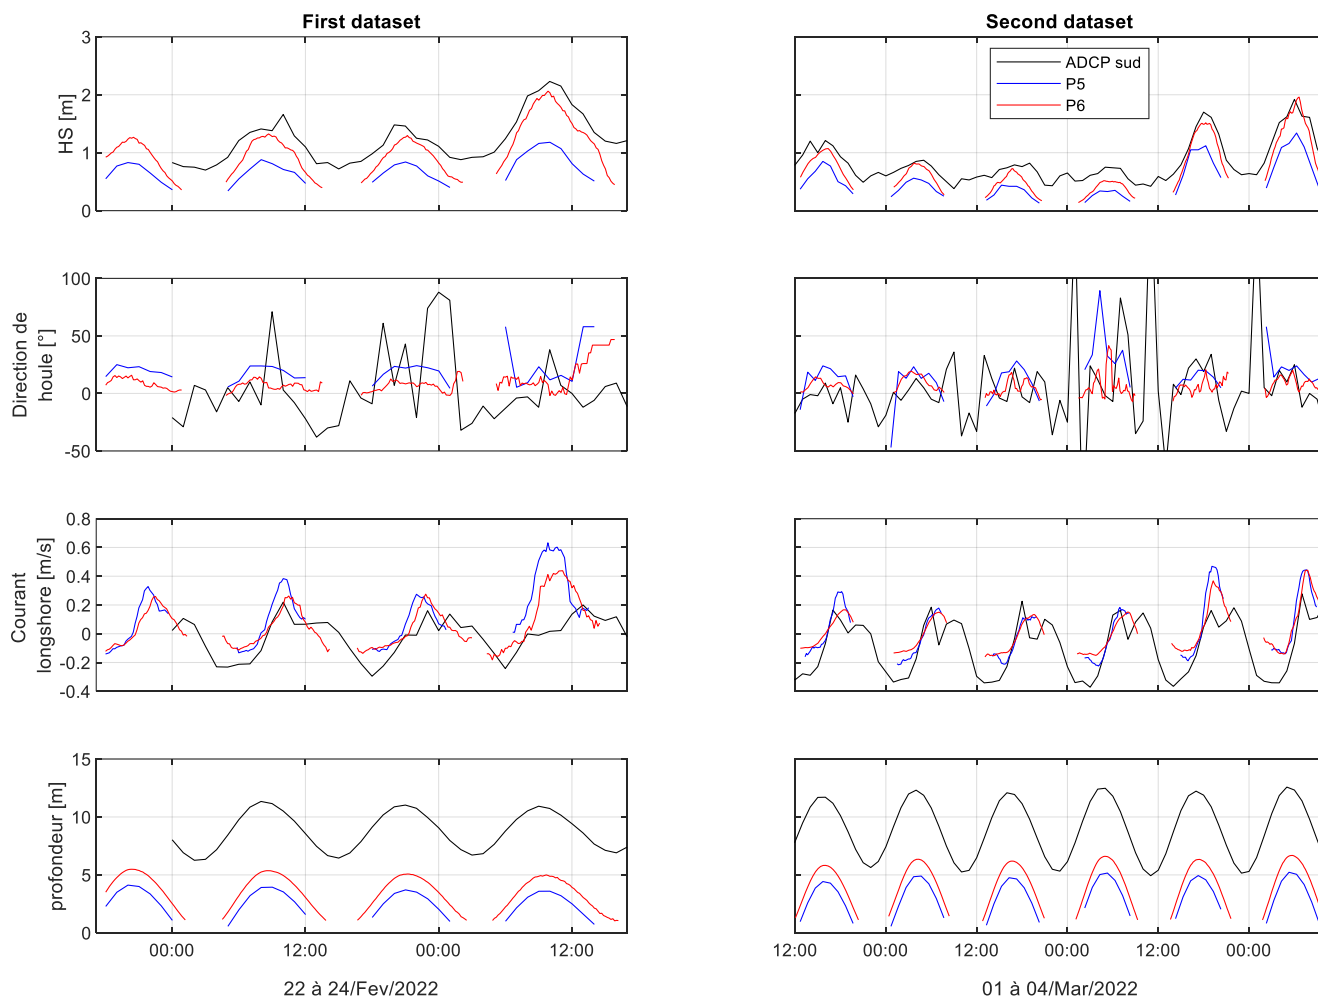 First dataset
Second dataset
3
2
1
0
HS [m]
ADCP sud
P5
P6
100
50
0
-50
Direction de
houle [°]
0.8
0.6
0.4
0.2
0
-0.2
-0.4
Courant
longshore [m/s]
15
10
5
0
profondeur [m]
00:00 12:00 00:00 12:00
12:00 00:00 12:00 00:00 12:00 00:00
22 à 24/Fev/2022
01 à 04/Mar/2022